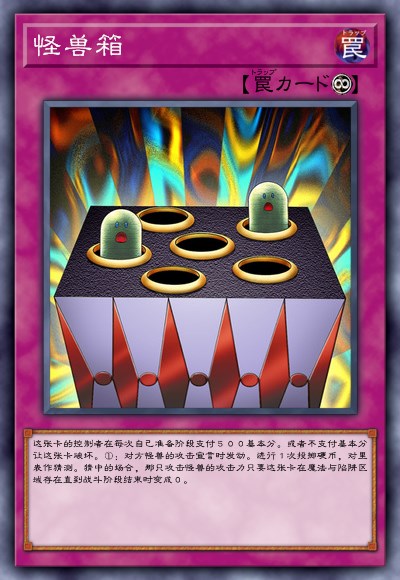 怪兽箱
トラップ
罠
トラップ
【罠カード】
这张卡的控制者在每次自己准备阶段支付５００基本分。或者不支付基本分
让这张卡破坏。①：对方怪兽的攻击宣言时发动。进行１次投掷硬币，对里
表作猜测。猜中的场合，那只攻击怪兽的攻击力只要这张卡在魔法与陷阱区
域存在直到战斗阶段结束时变成０。